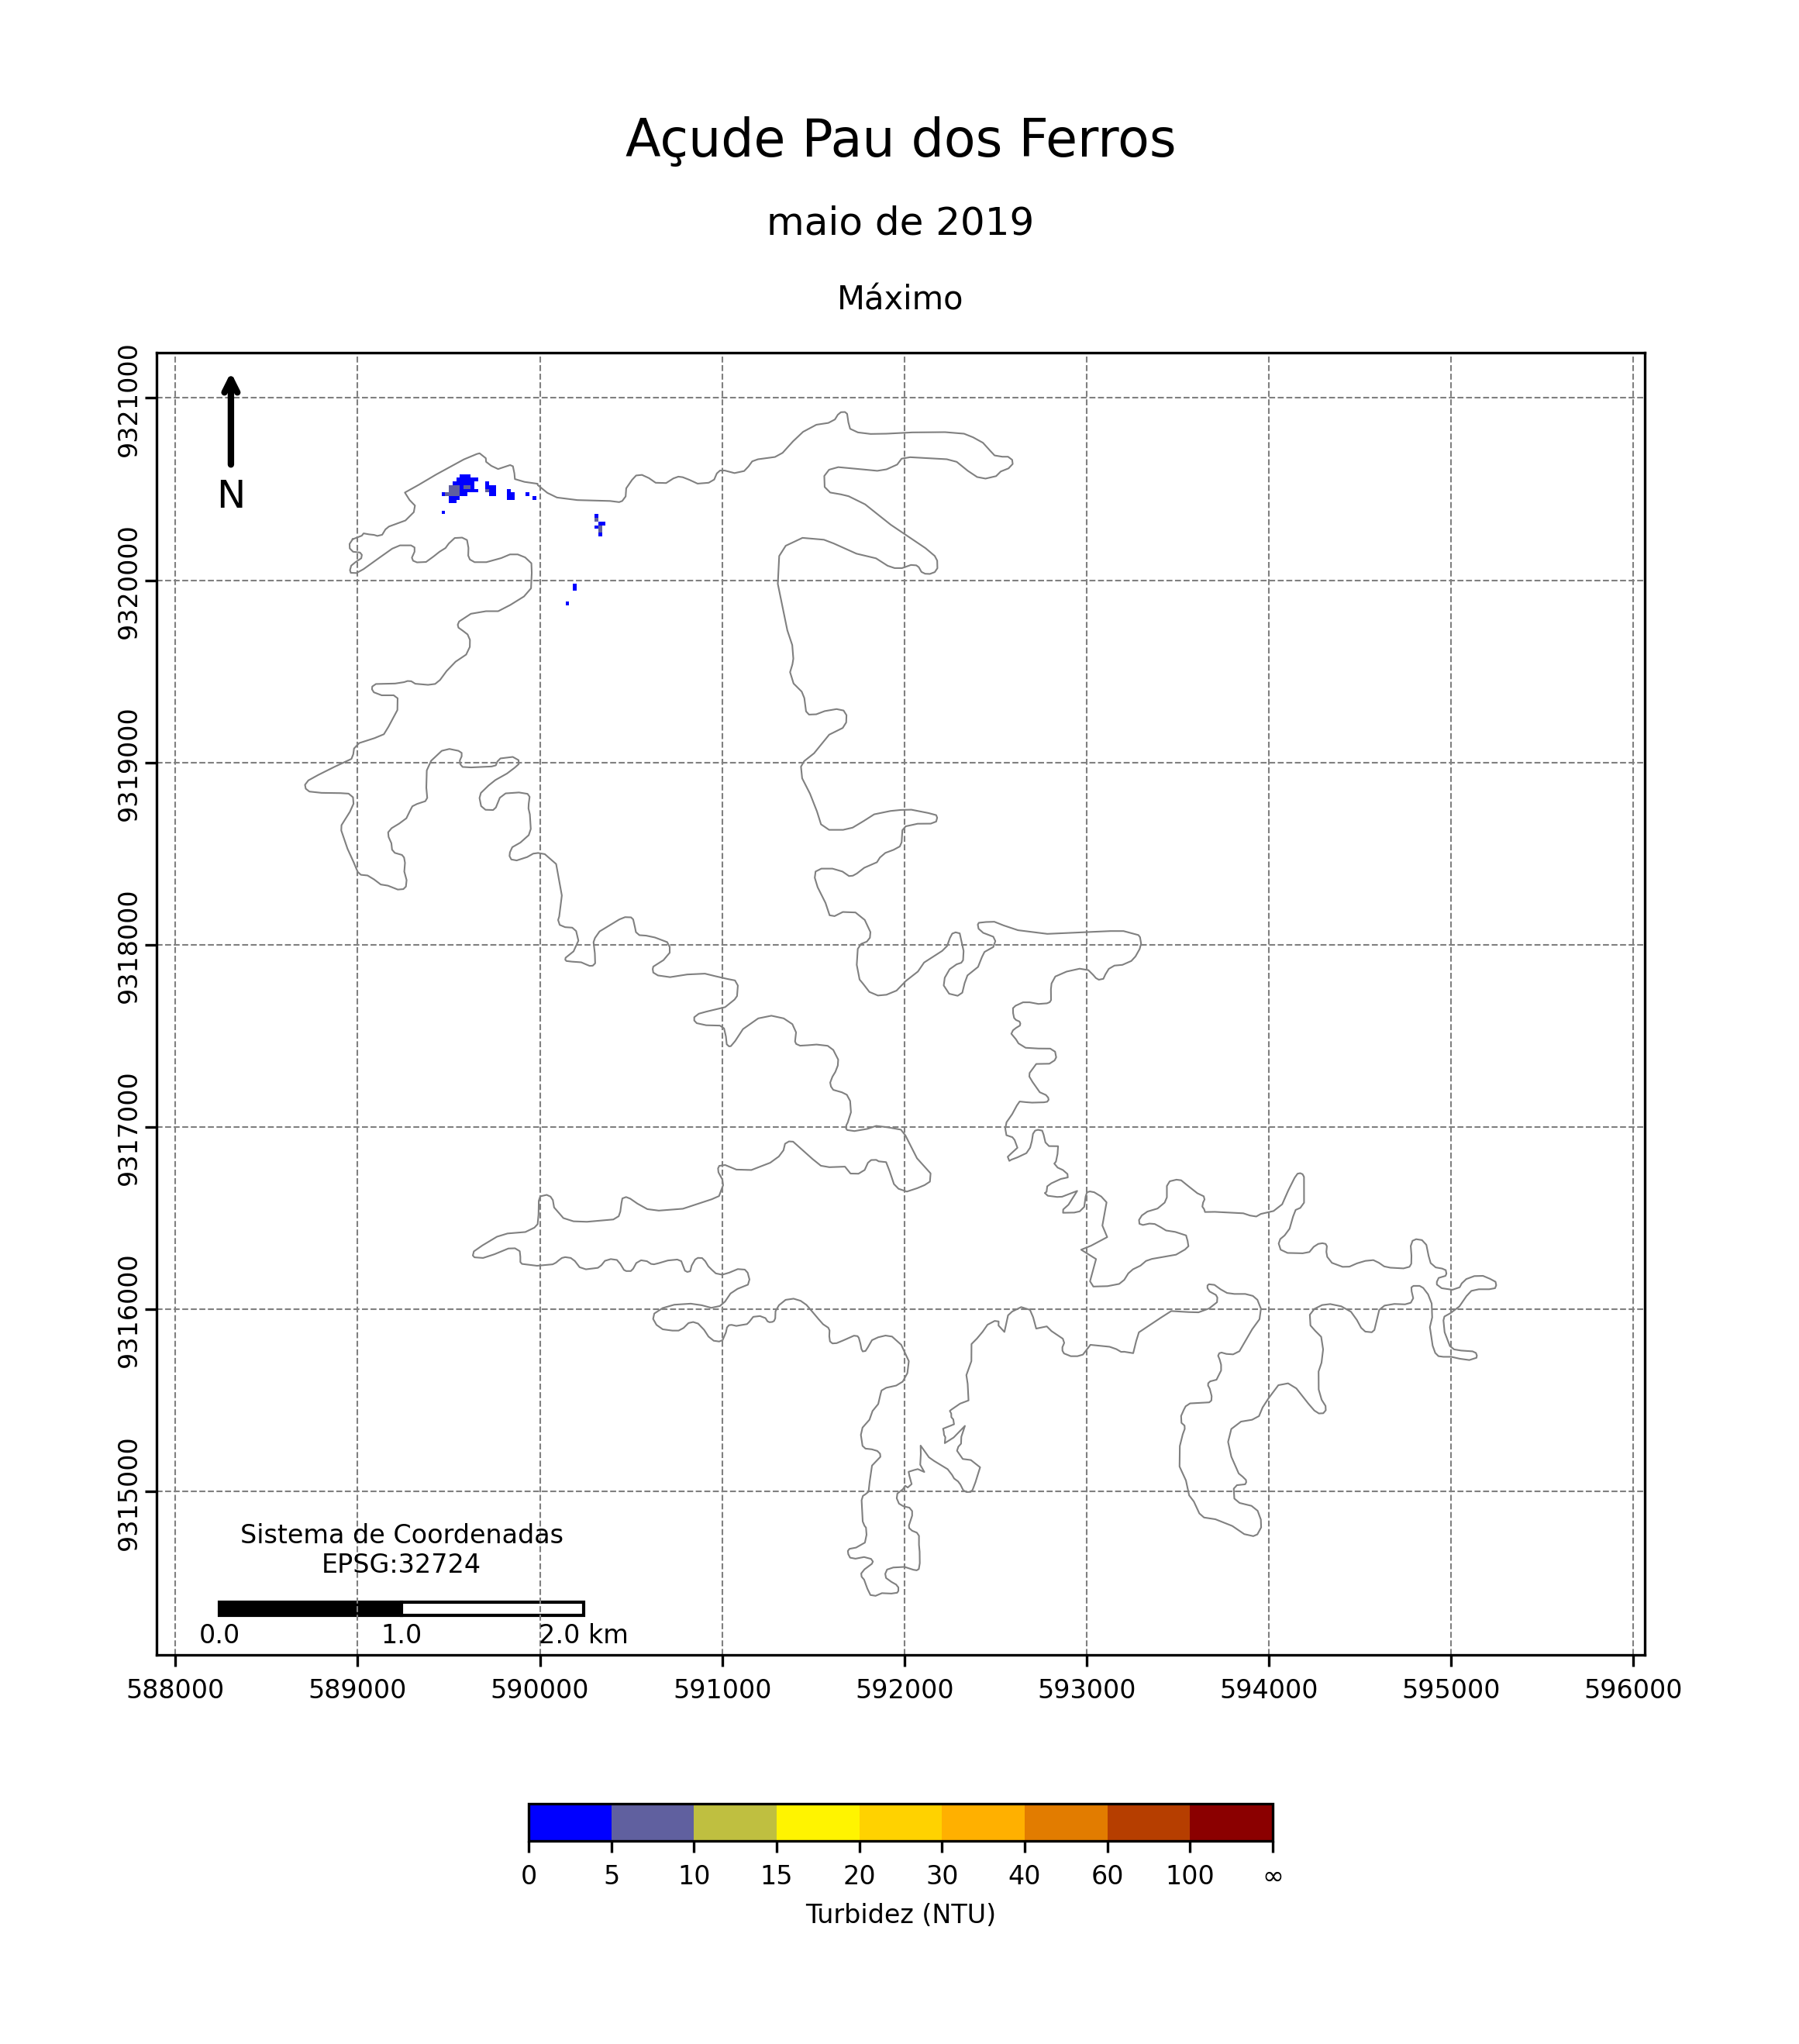 Açude Pau dos Ferros
maio de 2019
Máximo
9321000
9320000
9319000
9318000
9317000
9316000
9315000
N
Sistema de Coordenadas
EPSG:32724
0.0 1.0 2.0 km
588000 589000 590000 591000 592000 593000 594000 595000 596000
0 5 10 15 20 30 40 60 100 ∞
Turbidez (NTU)